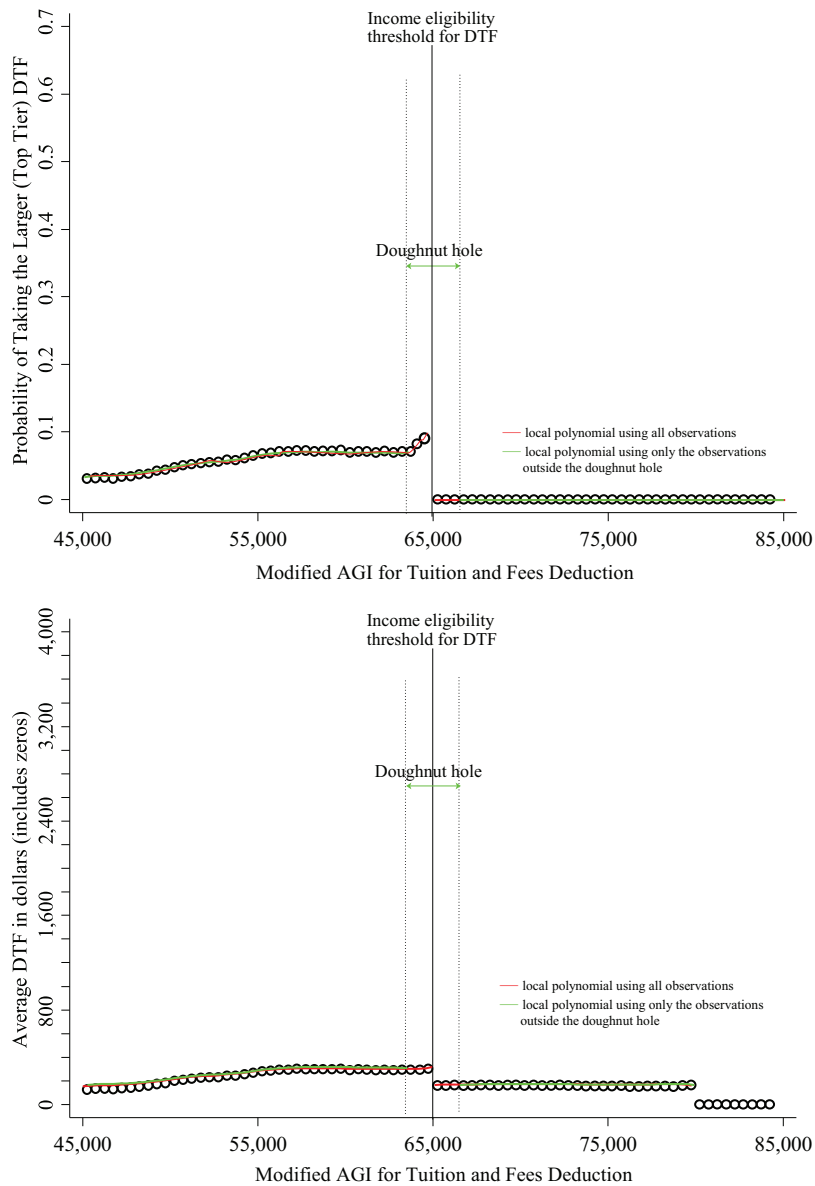 Income eligibility
threshold for DTF
Probability of Taking the Larger (Top Tier) DTF
0.7
0.6
0.5
0.4
0.3
0.2
0.1
0
Doughnut hole
local polynomial using all observations
local polynomial using only the observations
outside the doughnut hole
45,000 55,000 65,000 75,000 85,000
Modified AGI for Tuition and Fees Deduction
Income eligibility
threshold for DTF
Average DTF in dollars (includes zeros)
4,000
3,200
2,400
1,600
800
0
Doughnut hole
local polynomial using all observations
local polynomial using only the observations
outside the doughnut hole
45,000 55,000 65,000 75,000 85,000
Modified AGI for Tuition and Fees Deduction